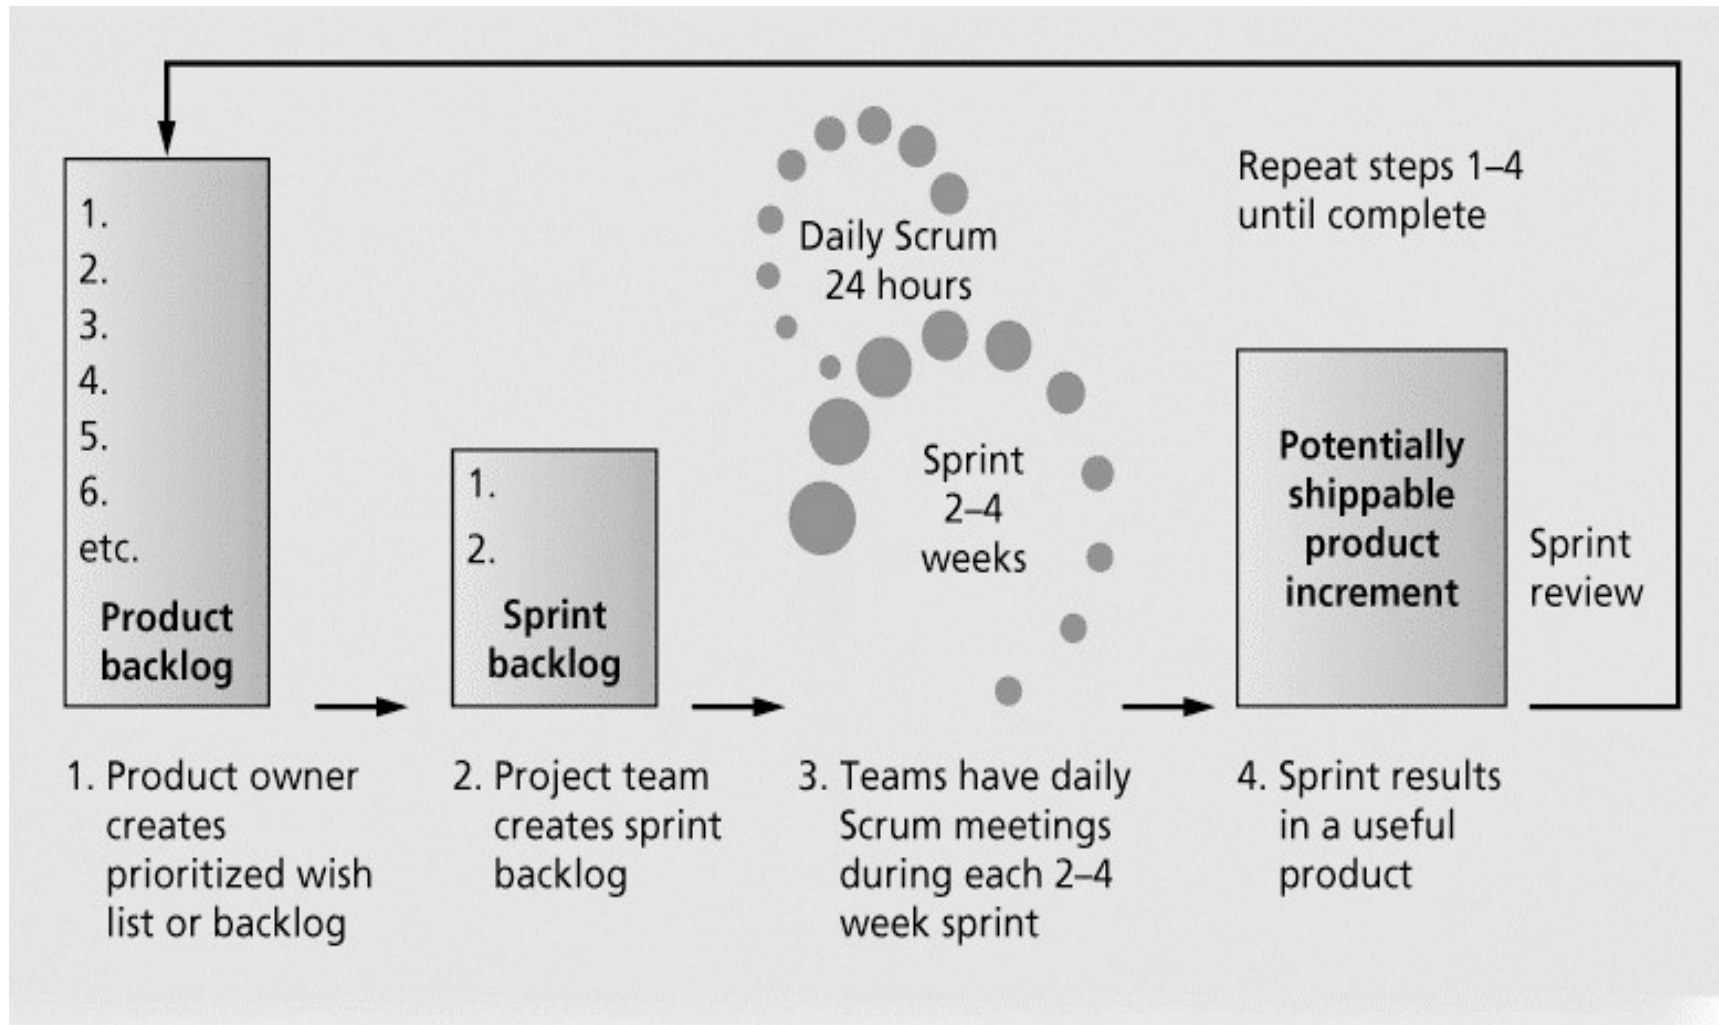 Repeat steps 1–4
until complete
1.
2.
3.
4.
5.
6.
etc.
Product
backlog
1.
2.
Sprint
backlog
Daily Scrum
24 hours
Sprint
2–4
weeks
Potentially
shippable
product
increment
Sprint
review
1. Product owner
creates
prioritized wish
list or backlog
2. Project team
creates sprint
backlog
3. Teams have daily
Scrum meetings
during each 2–4
week sprint
4. Sprint results
in a useful
product